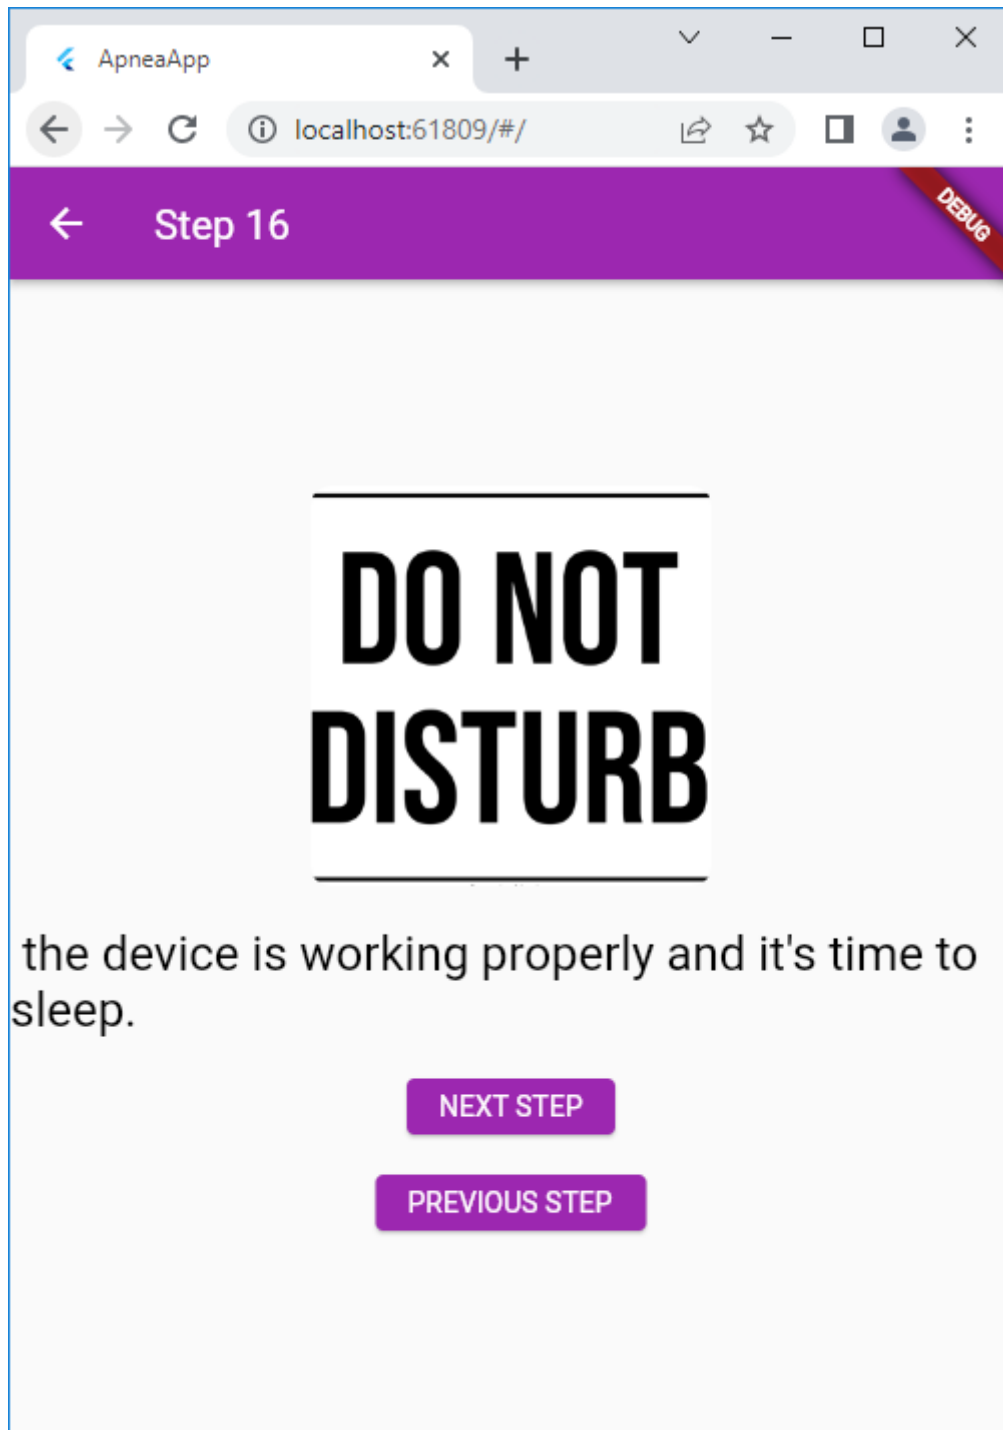 ApneaApp
localhost:61809/#/
Step 16
DEBUG
DO NOT
DISTURB
the device is working properly and it's time to
sleep.
NEXT STEP
PREVIOUS STEP